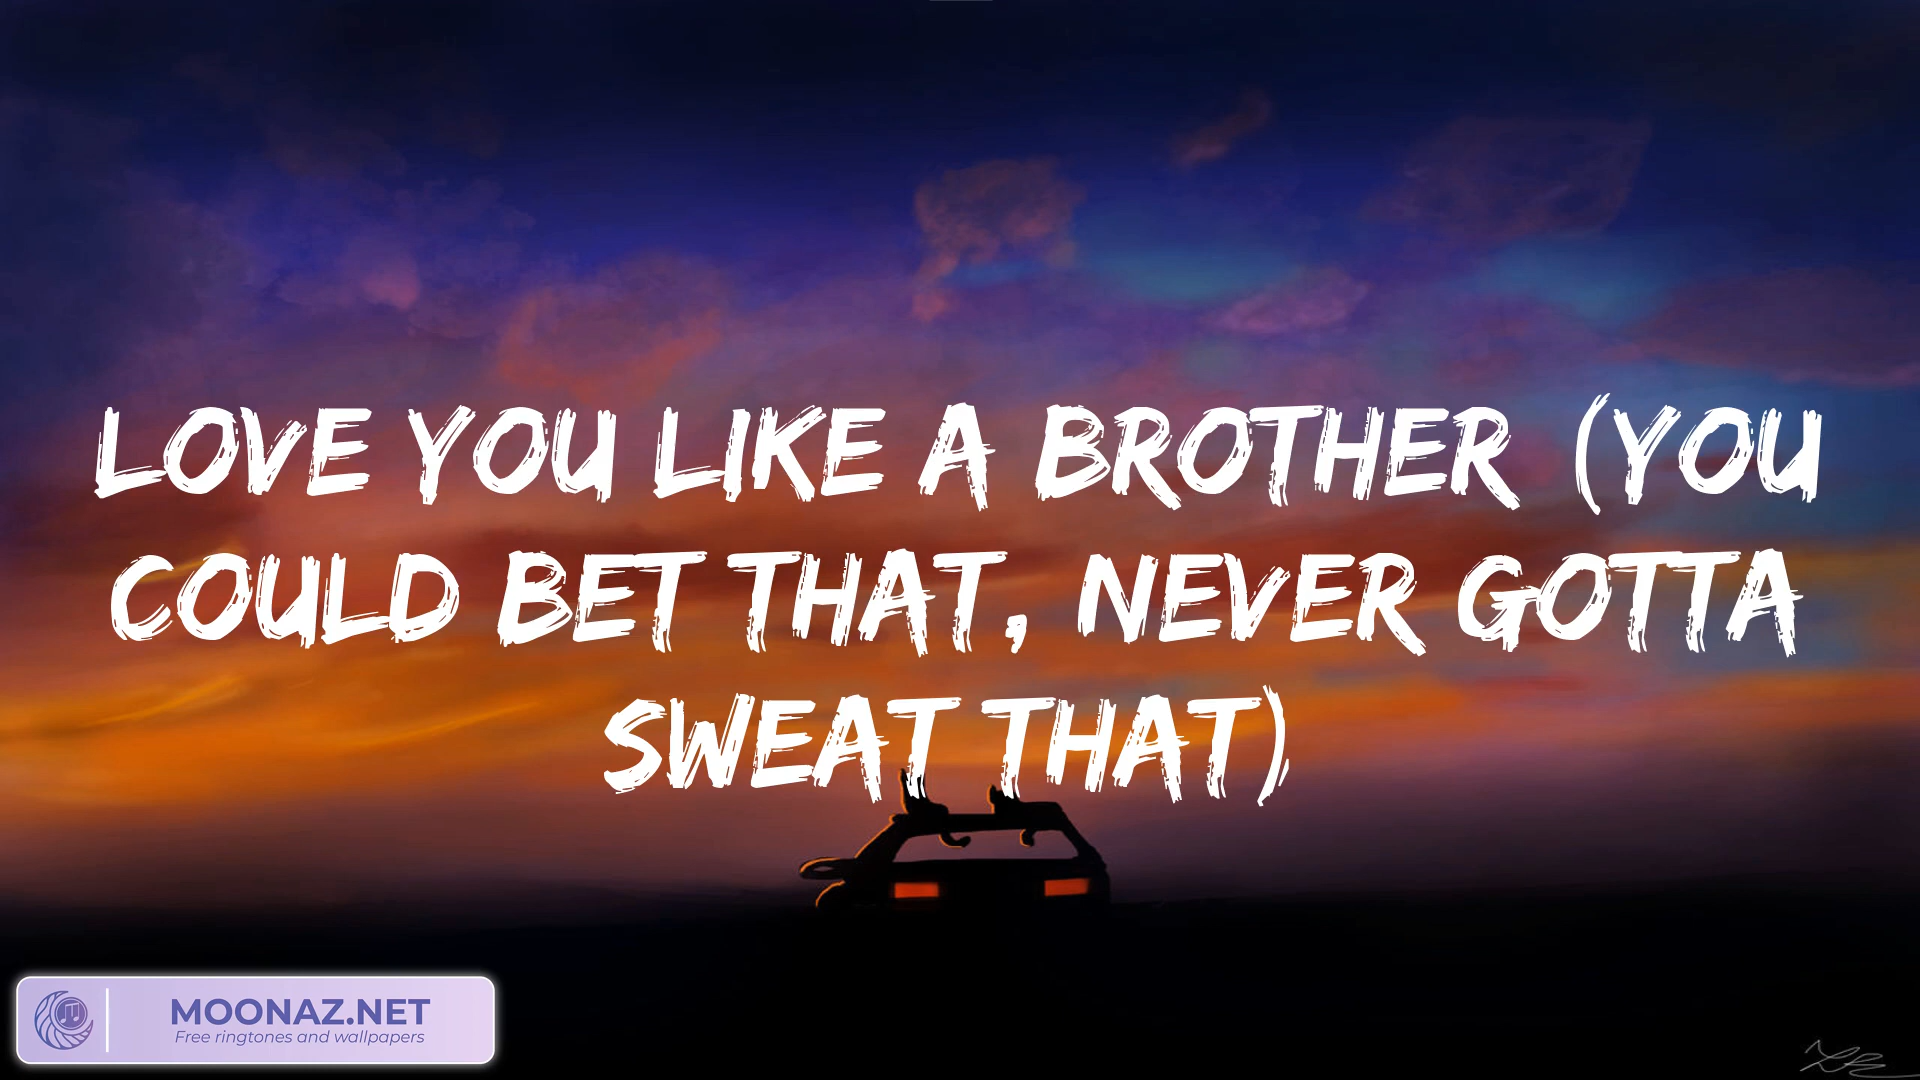 LOVE YOU LIKE A BROTHER (YOU
COULD BET THAT, NEVER GOTTA
SWEAT THAT)
MOONAZ.NET
Free ringtones and wallpapers